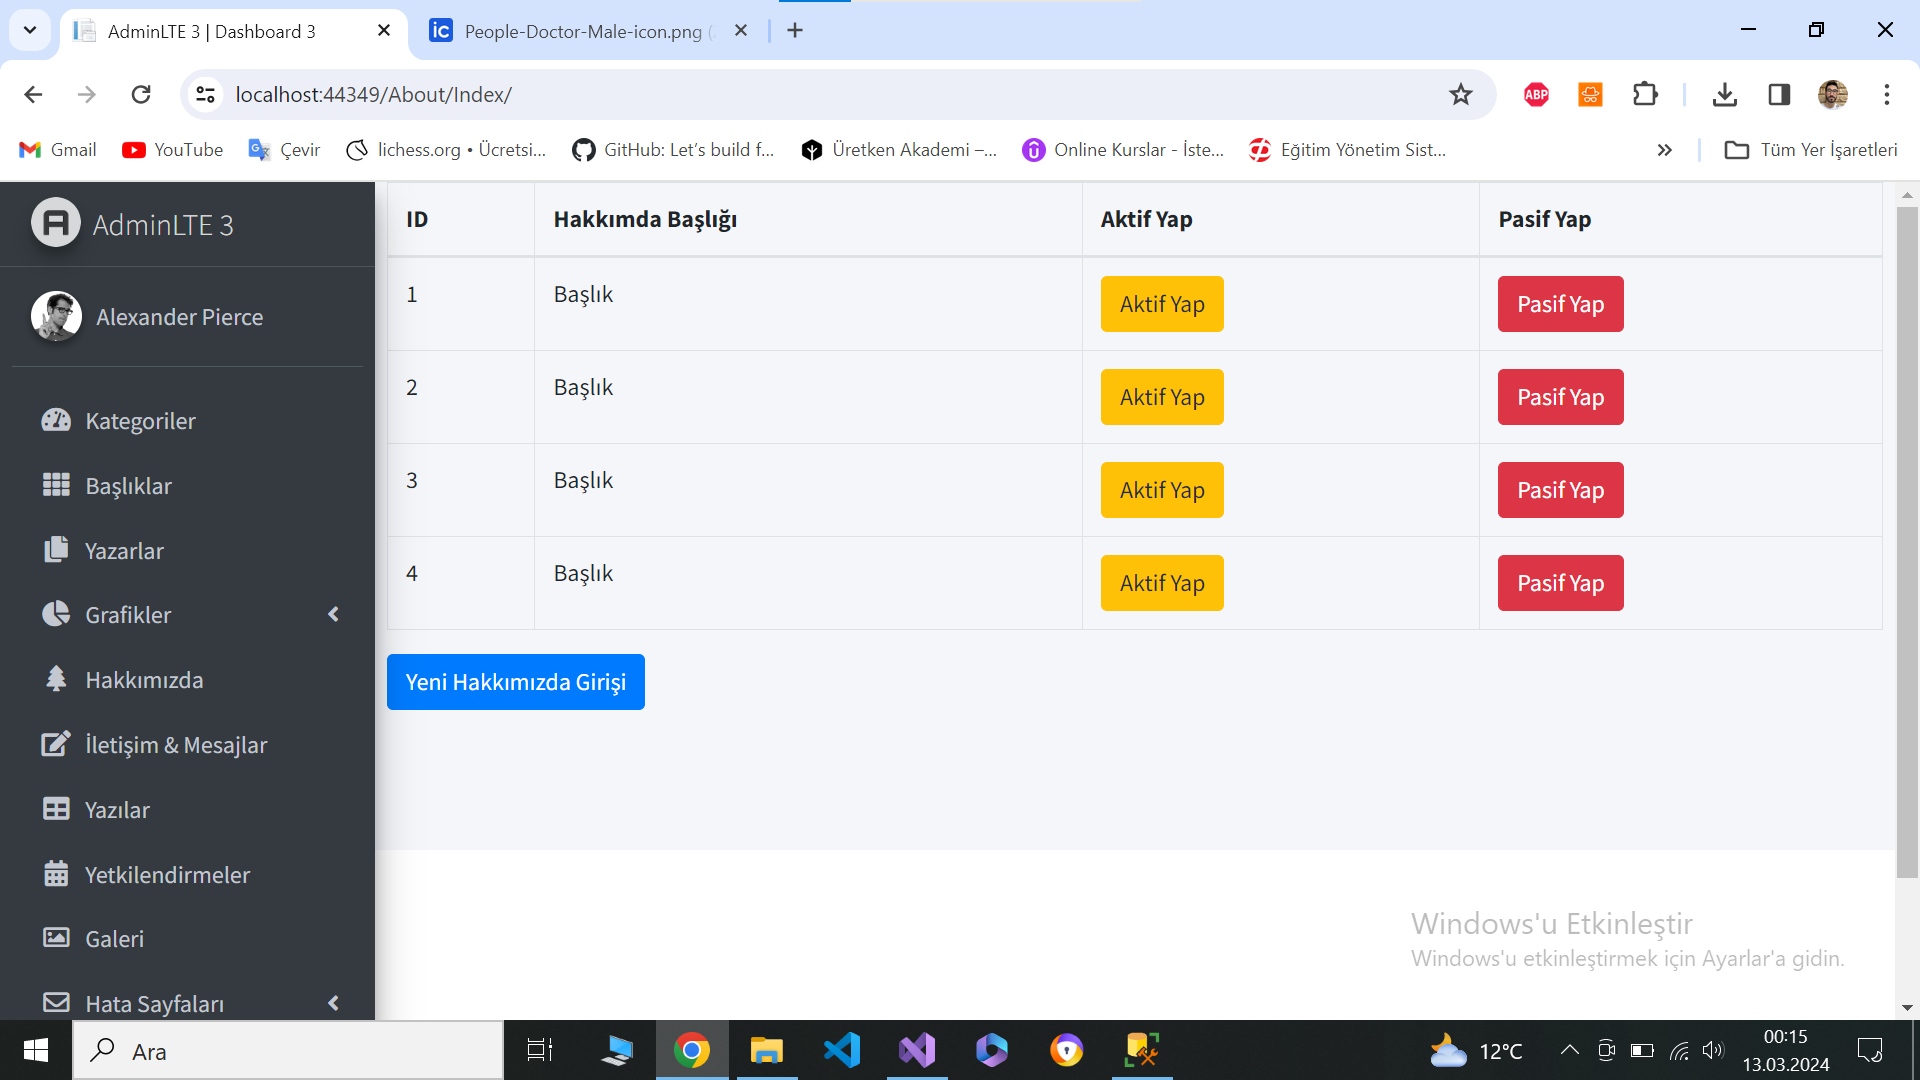 AdminLTE 3 | Dashboard 3
People-Doctor-Male-icon.png
localhost:44349/About/Index/
ABP
Gmail
YouTube
Çevir
lichess.org • Ücretsi...
GitHub: Let's build f...
Üretken Akademi –...
Online Kurslar - İste...
Eğitim Yönetim Sist...
Tüm Yer İşaretleri
AdminLTE 3
Alexander Pierce
Kategoriler
Başlıklar
Yazarlar
Grafikler
Hakkımızda
İletişim & Mesajlar
Yazılar
Yetkilendirmeler
Galeri
Hata Sayfaları
ID Hakkımda Başlığı Aktif Yap Pasif Yap
1 Başlık Aktif Yap Pasif Yap
2 Başlık Aktif Yap Pasif Yap
3 Başlık Aktif Yap Pasif Yap
4 Başlık Aktif Yap Pasif Yap
Yeni Hakkımızda Girişi
Windows'u Etkinleştir
Windows'u etkinleştirmek için Ayarlar'a gidin.
Ara
12°C
00:15
13.03.2024